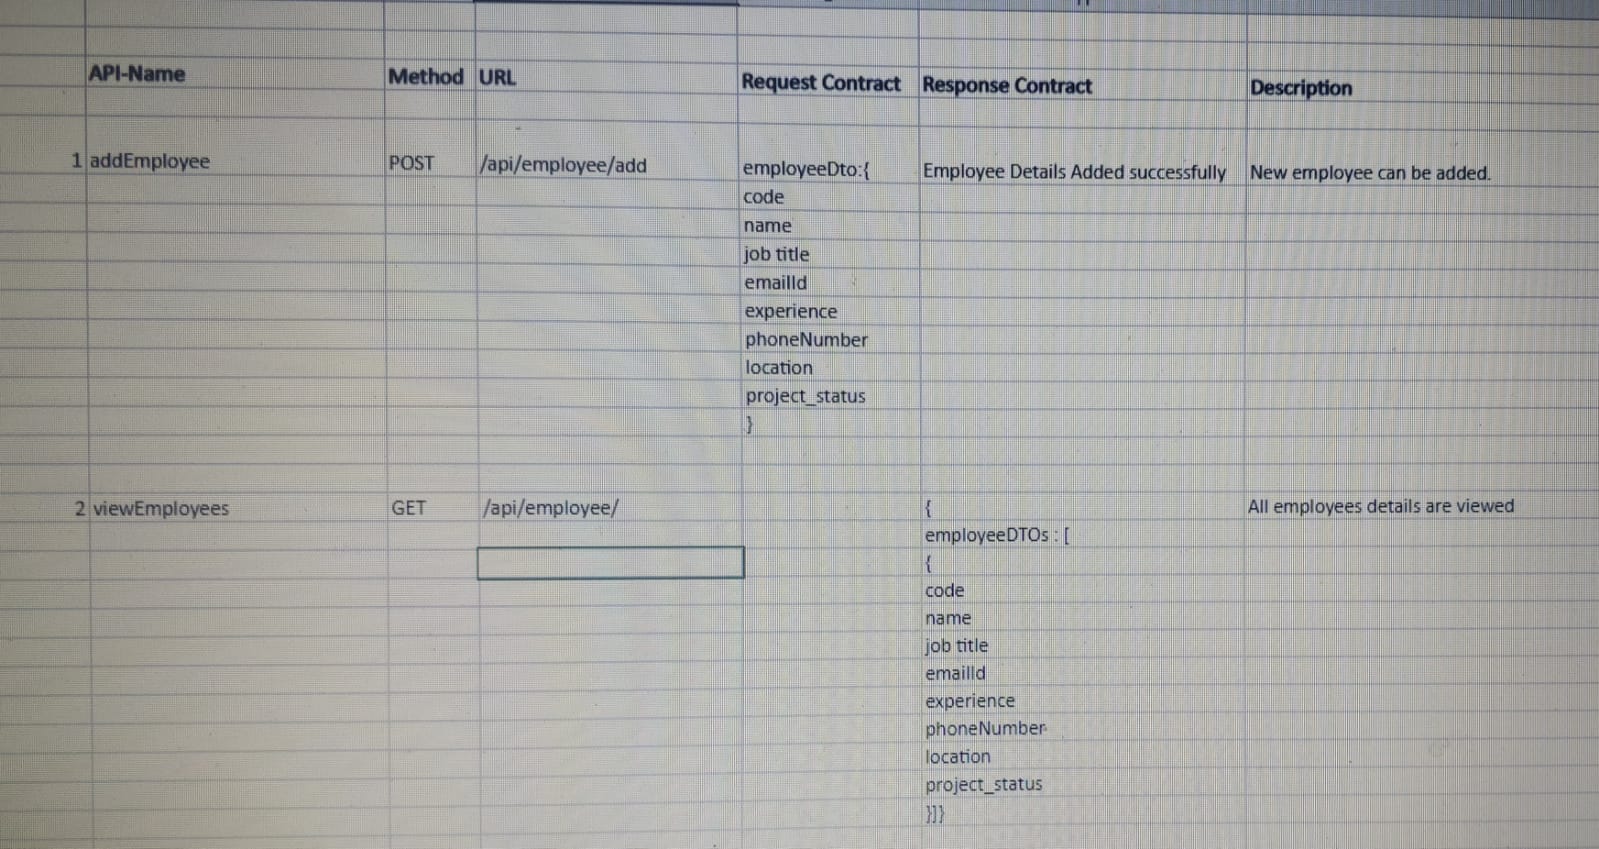 API-Name Method URL Request Contract Response Contract Description
1 addEmployee POST /api/employee/add employeeDto:{ Employee Details Added successfully New employee can be added.
code
name
job title
emailId
experience
phoneNumber
location
project_status
}
2 viewEmployees GET /api/employee/ { All employees details are viewed
employeeDTOs : [
{
code
name
job title
emailId
experience
phoneNumber
location
project_status
}]}